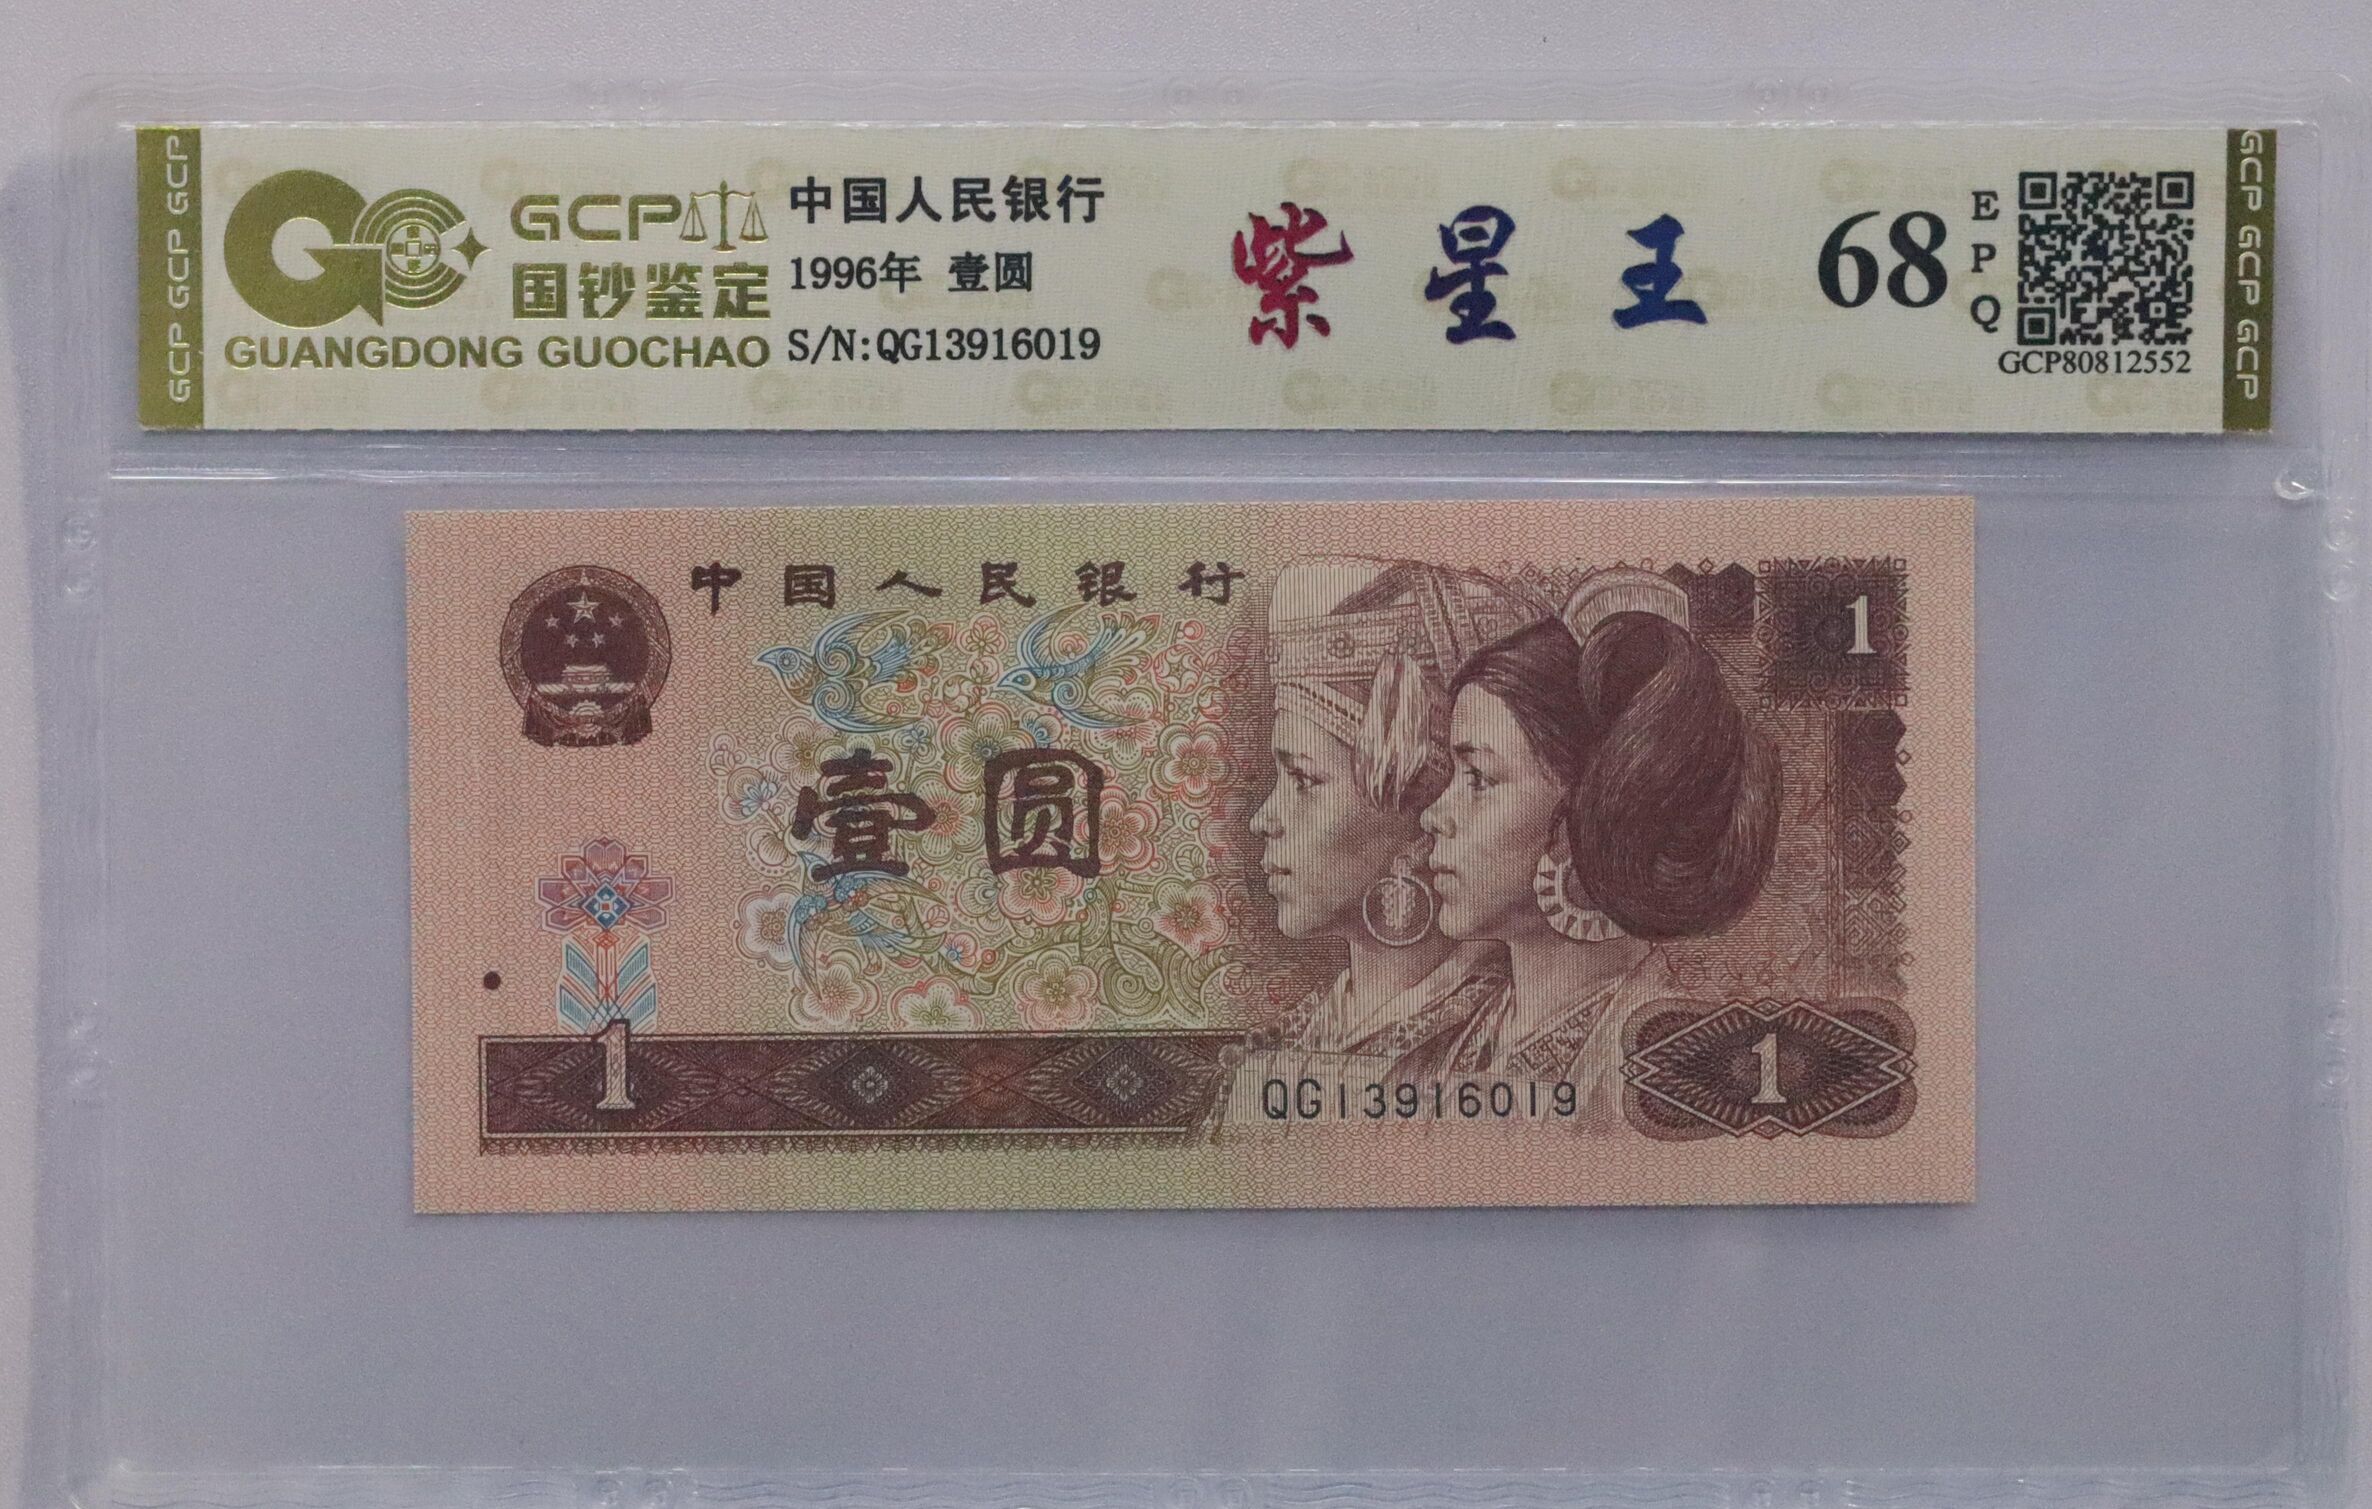 GCP GCP GCP
GCP
国钞鉴定
GUANGDONG GUOCHAO
中国人民银行
1996年 壹圆
S/N:QG13916019
紫星王
68
EPQ
GCP80812552
GCP GCP GCP
中国人民银行
1
壹圆
1
QG13916019
1